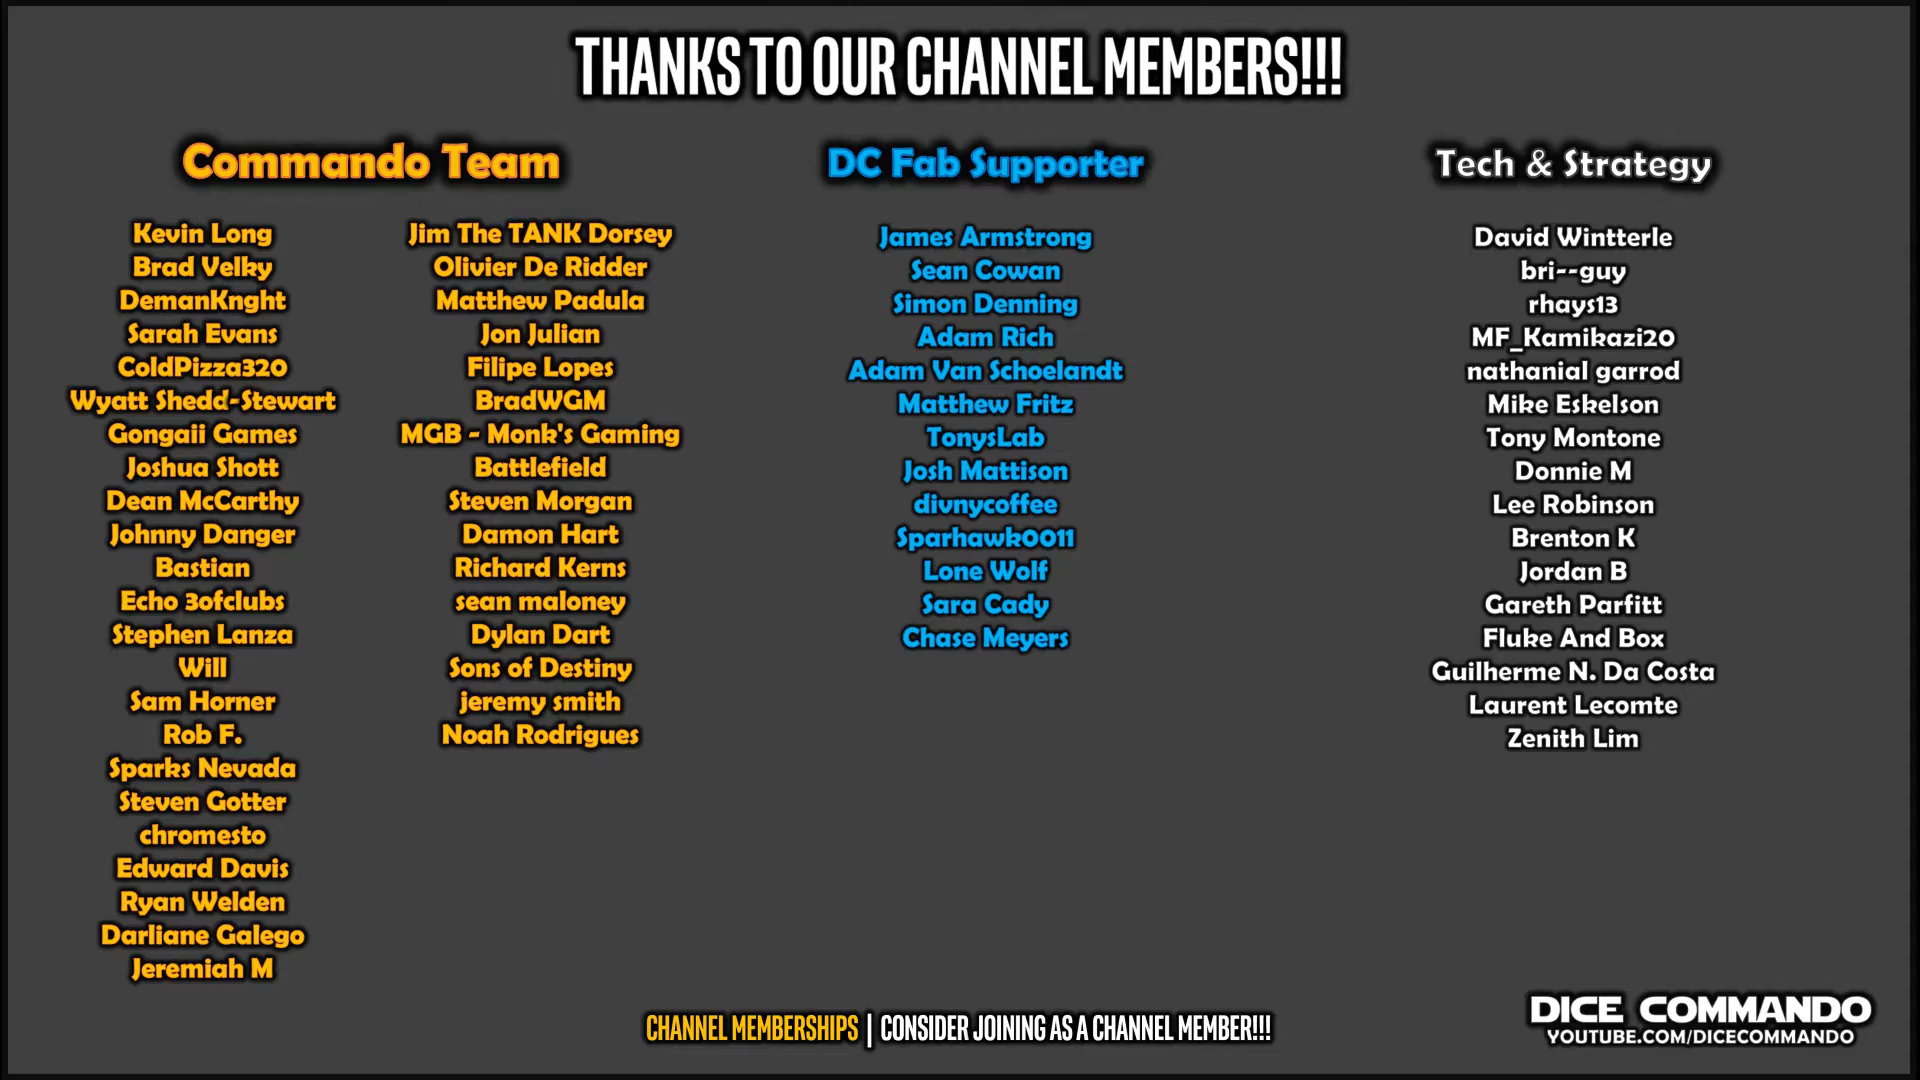 THANKS TO OUR CHANNEL MEMBERS!!!
Commando Team
Kevin Long
Brad Velky
DemanKnght
Sarah Evans
ColdPizza320
Wyatt Shedd-Stewart
Gongaii Games
Joshua Shott
Dean McCarthy
Johnny Danger
Bastian
Echo 3ofclubs
Stephen Lanza
Will
Sam Horner
Rob F.
Sparks Nevada
Steven Gotter
chromesto
Edward Davis
Ryan Welden
Darliane Galego
Jeremiah M
Jim The TANK Dorsey
Olivier De Ridder
Matthew Padula
Jon Julian
Filipe Lopes
BradWGM
MGB - Monk's Gaming
Battlefield
Steven Morgan
Damon Hart
Richard Kerns
sean maloney
Dylan Dart
Sons of Destiny
jeremy smith
Noah Rodrigues
DC Fab Supporter
James Armstrong
Sean Cowan
Simon Denning
Adam Rich
Adam Van Schoelandt
Matthew Fritz
TonysLab
Josh Mattison
divnycoffee
Sparhawk0011
Lone Wolf
Sara Cady
Chase Meyers
Tech & Strategy
David Wintterle
bri--guy
rhays13
MF_Kamikazi20
nathanial garrod
Mike Eskelson
Tony Montone
Donnie M
Lee Robinson
Brenton K
Jordan B
Gareth Parfitt
Fluke And Box
Guilherme N. Da Costa
Laurent Lecomte
Zenith Lim
CHANNEL MEMBERSHIPS | CONSIDER JOINING AS A CHANNEL MEMBER!!!
DICE COMMANDO
YOUTUBE.COM/DICECOMMANDO